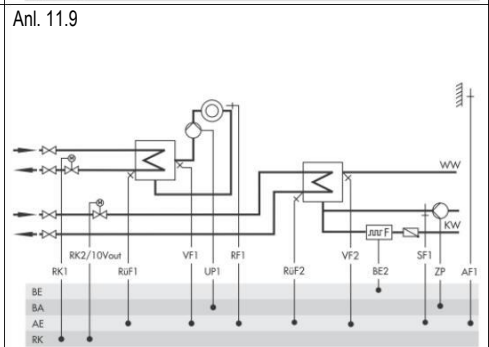 Anl. 11.9
WW
KW
RK2/10Vout
RK1 RüF1 VF1 UP1 RF1 RüF2 VF2 BE2 SF1 ZP AF1
F
BE
BA
AE
RK